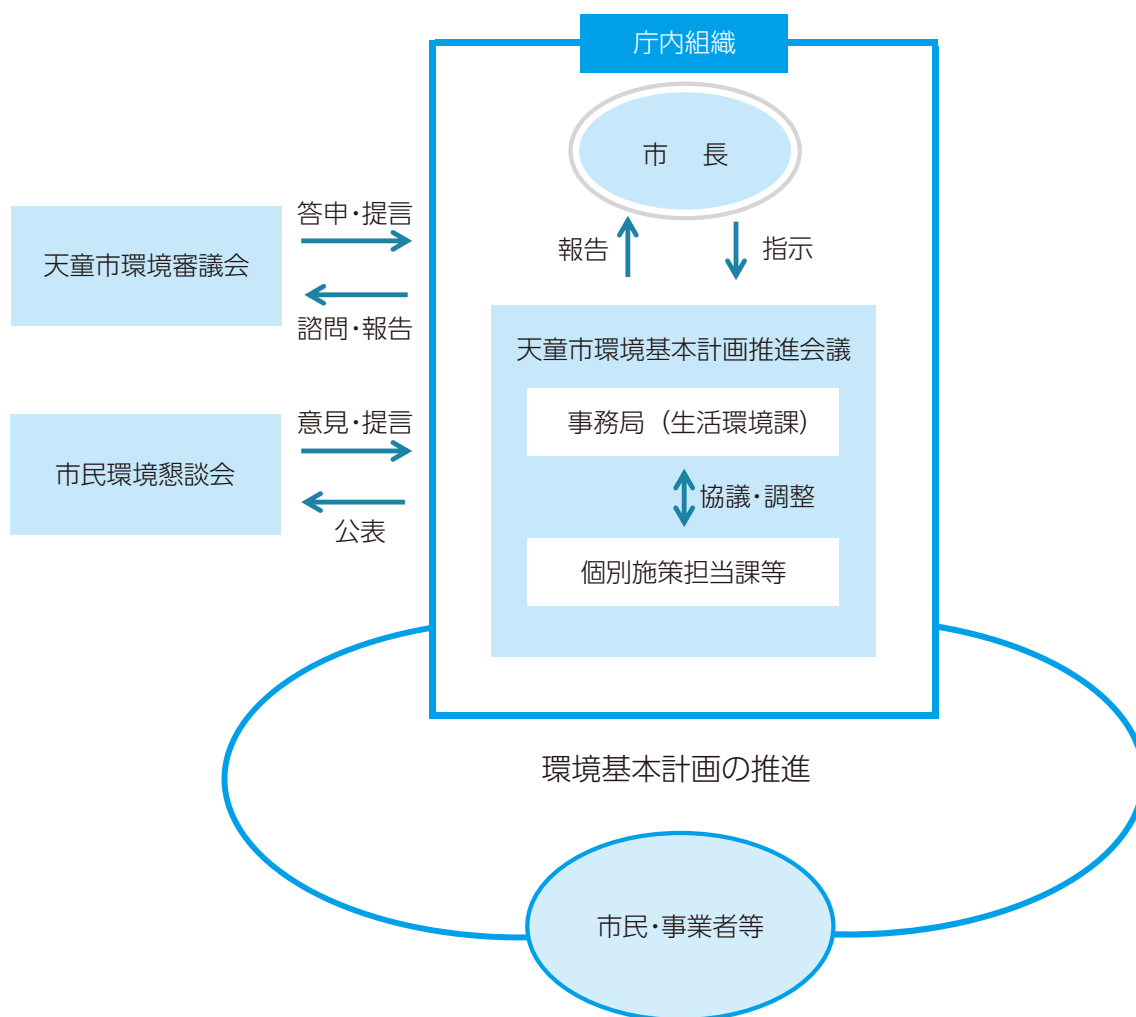 庁内組織
市　長
報告
指示
答申・提言
天童市環境審議会
諮問・報告
天童市環境基本計画推進会議
事務局（生活環境課）
協議・調整
個別施策担当課等
意見・提言
市民環境懇談会
公表
環境基本計画の推進
市民・事業者等